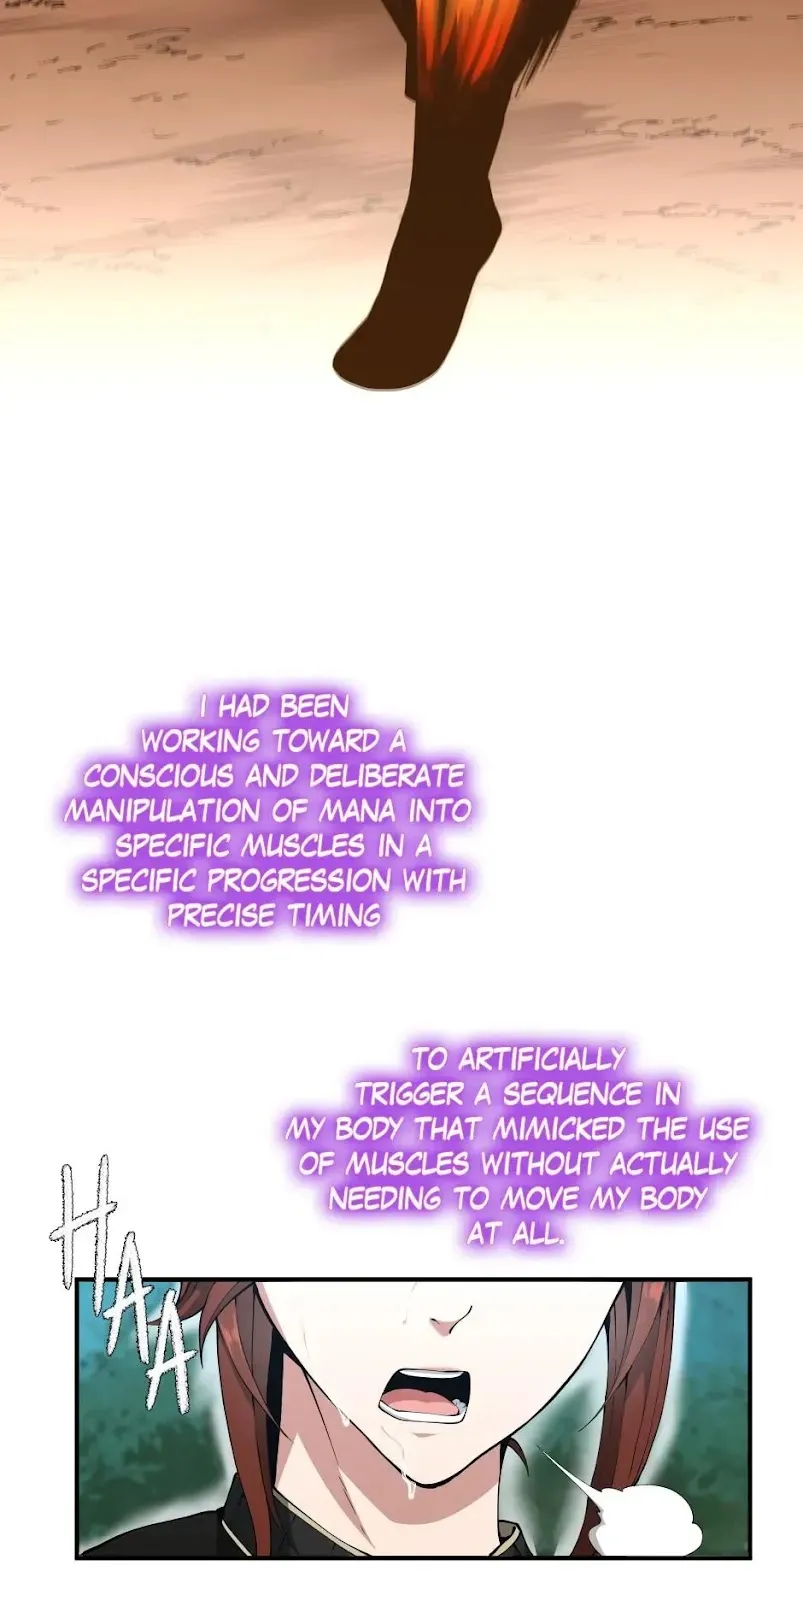 I HAD BEEN
WORKING TOWARD A
CONSCIOUS AND DELIBERATE
MANIPULATION OF MANA INTO
SPECIFIC MUSCLES IN A
SPECIFIC PROGRESSION WITH
PRECISE TIMING
TO ARTIFICIALLY
TRIGGER A SEQUENCE IN
MY BODY THAT MIMICKED THE USE
OF MUSCLES WITHOUT ACTUALLY
NEEDING TO MOVE MY BODY
AT ALL.
HAAA